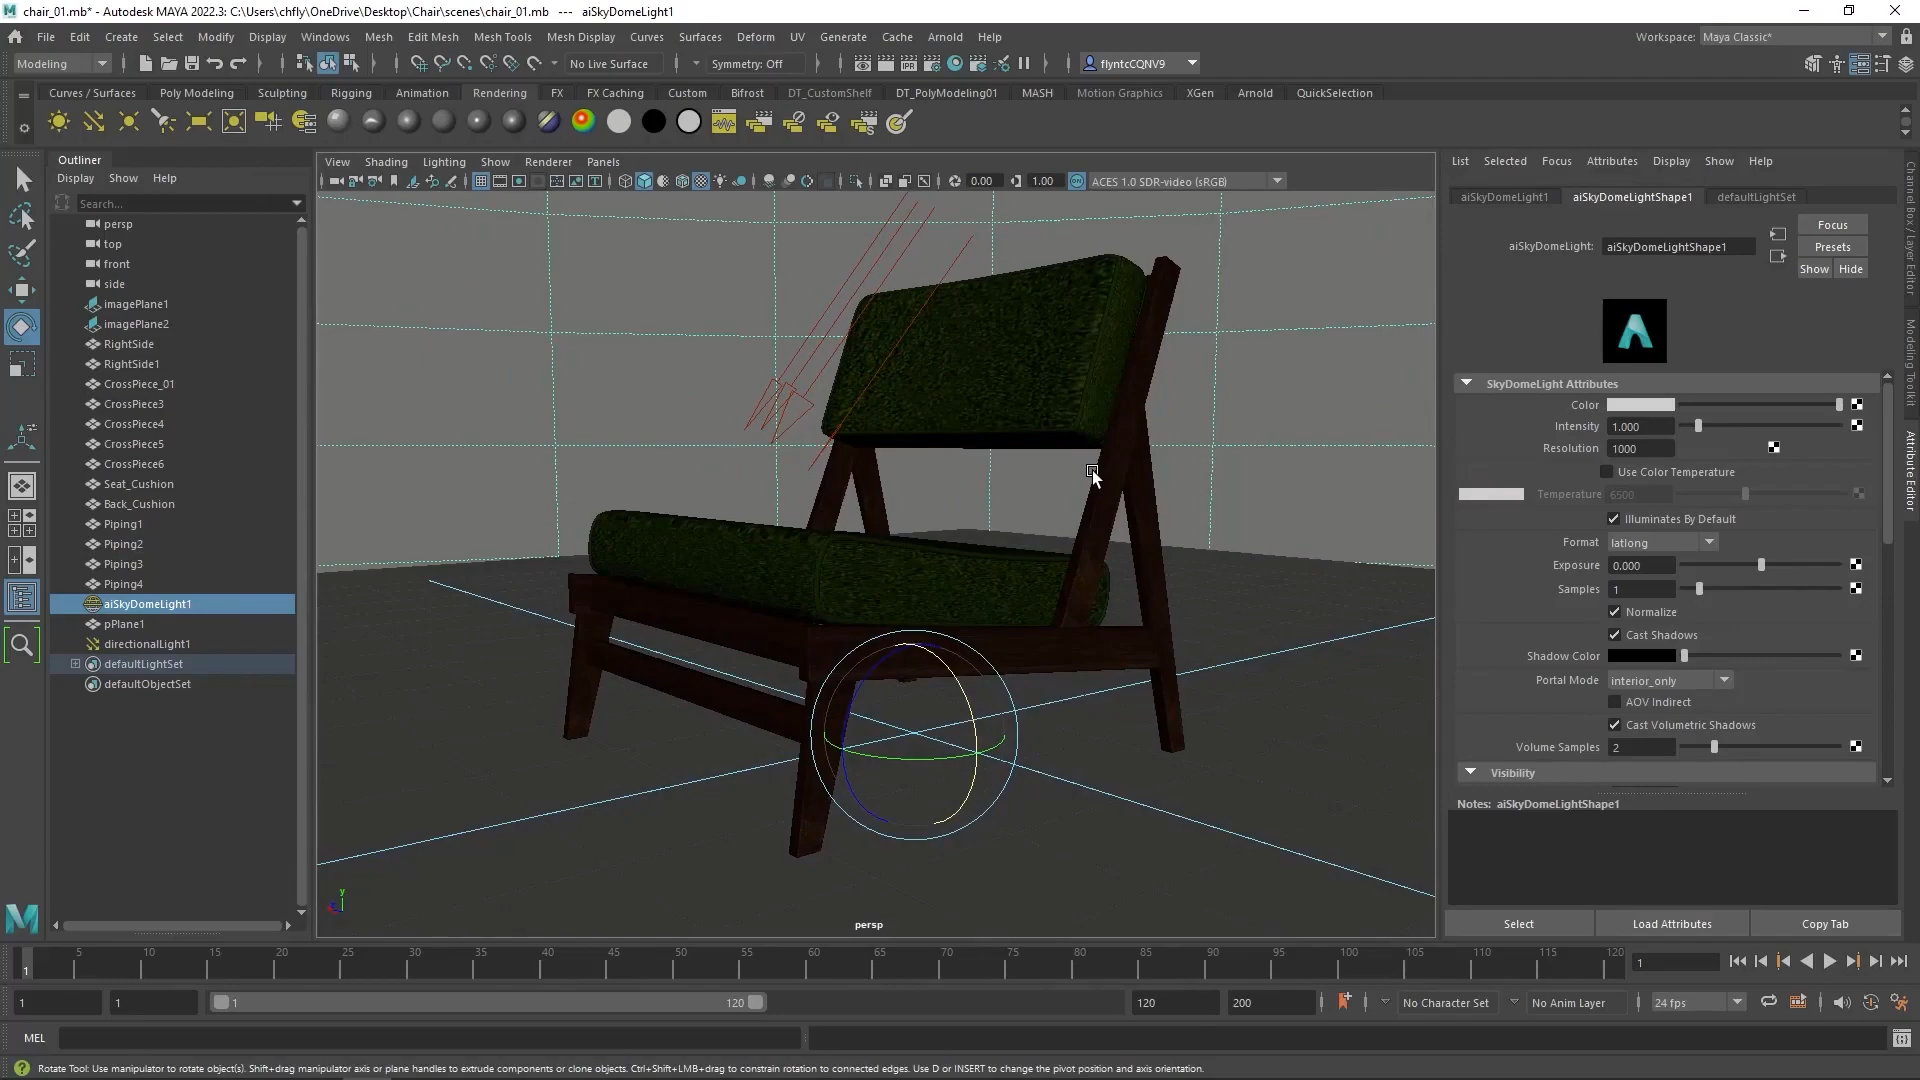 chair_01.mb* - Autodesk MAYA 2022.3: C:\Users\chfly\OneDrive\Desktop\Chair\scenes\chair_01.mb --- aiSkyDomeLight1
File Edit Create Select Modify Display Windows Mesh Edit Mesh Mesh Tools Mesh Display Curves Surfaces Deform UV Generate Cache Arnold Help
Workspace: Maya Classic*
Modeling
No Live Surface
Symmetry: Off
IPR
flyntcCQNV9
Curves / Surfaces Poly Modeling Sculpting Rigging Animation Rendering FX FX Caching Custom Bifrost DT_CustomShelf DT_PolyModeling01 MASH Motion Graphics XGen Arnold QuickSelection
Outliner
Display Show Help
Search...
persp
top
front
side
imagePlane1
imagePlane2
RightSide
RightSide1
CrossPiece_01
CrossPiece3
CrossPiece4
CrossPiece5
CrossPiece6
Seat_Cushion
Back_Cushion
Piping1
Piping2
Piping3
Piping4
aiSkyDomeLight1
pPlane1
directionalLight1
defaultLightSet
defaultObjectSet
View Shading Lighting Show Renderer Panels
0.00 1.00 ON ACES 1.0 SDR-video (sRGB)
y
persp
List Selected Focus Attributes Display Show Help
aiSkyDomeLight1 aiSkyDomeLightShape1 defaultLightSet
Focus
aiSkyDomeLight: aiSkyDomeLightShape1
Presets
Show Hide
SkyDomeLight Attributes
Color
Intensity 1.000
Resolution 1000
Use Color Temperature
Temperature 6500
Illuminates By Default
Format latlong
Exposure 0.000
Samples 1
Normalize
Cast Shadows
Shadow Color
Portal Mode interior_only
AOV Indirect
Cast Volumetric Shadows
Volume Samples 2
Visibility
Notes: aiSkyDomeLightShape1
Select Load Attributes Copy Tab
Channel Box / Layer Editor
Modeling Toolkit
Attribute Editor
5 10 15 20 25 30 35 40 45 50 55 60 65 70 75 80 85 90 95 100 105 110 115 120
1
1
1 1 1 120 120 200 No Character Set No Anim Layer 24 fps
MEL
Rotate Tool: Use manipulator to rotate object(s). Shift+drag manipulator axis or plane handles to extrude components or clone objects. Ctrl+Shift+LMB+drag to constrain rotation to connected edges. Use D or INSERT to change the pivot position and axis orientation.